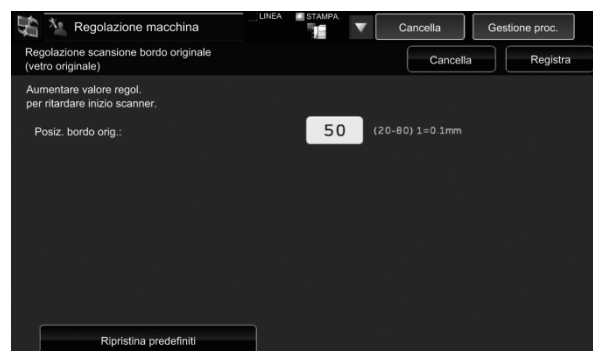 Regolazione macchina
LINEA
STAMPA.
Cancella
Gestione proc.
Regolazione scansione bordo originale
(vetro originale)
Cancella
Registra
Aumentare valore regol.
per ritardare inizio scanner.
Posiz. bordo orig.:
50
(20-80) 1=0.1mm
Ripristina predefiniti